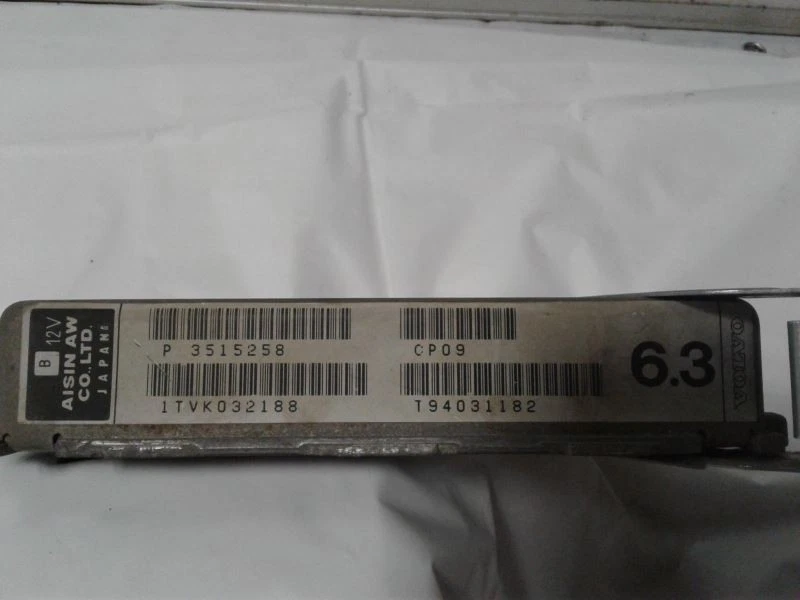 B 12V
AISIN AW
CO.,LTD.
JAPAN
P 3515258
CP09
1TVK032188
T94031182
6.3
VOLVO